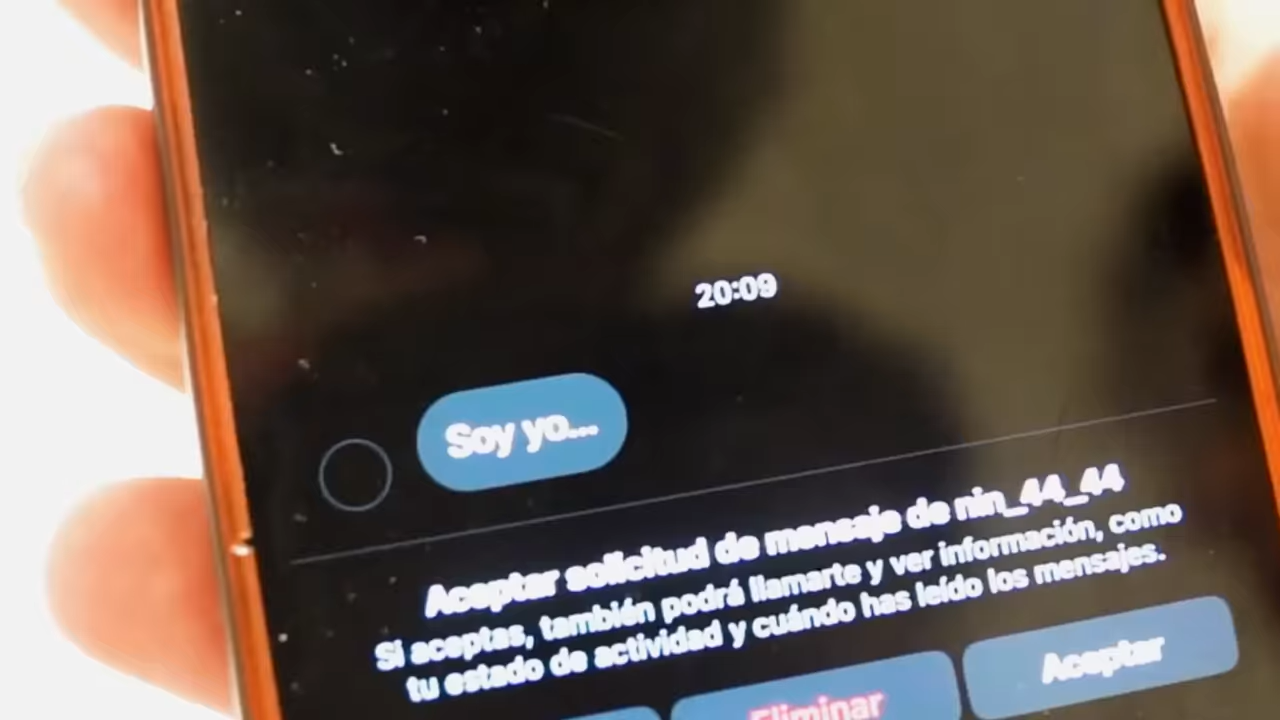 20:09
Soy yo...
Aceptar solicitud de mensaje de nin_44_44
Si aceptas, también podrá llamarte y ver información, como
tu estado de actividad y cuándo has leído los mensajes.
Eliminar
Aceptar